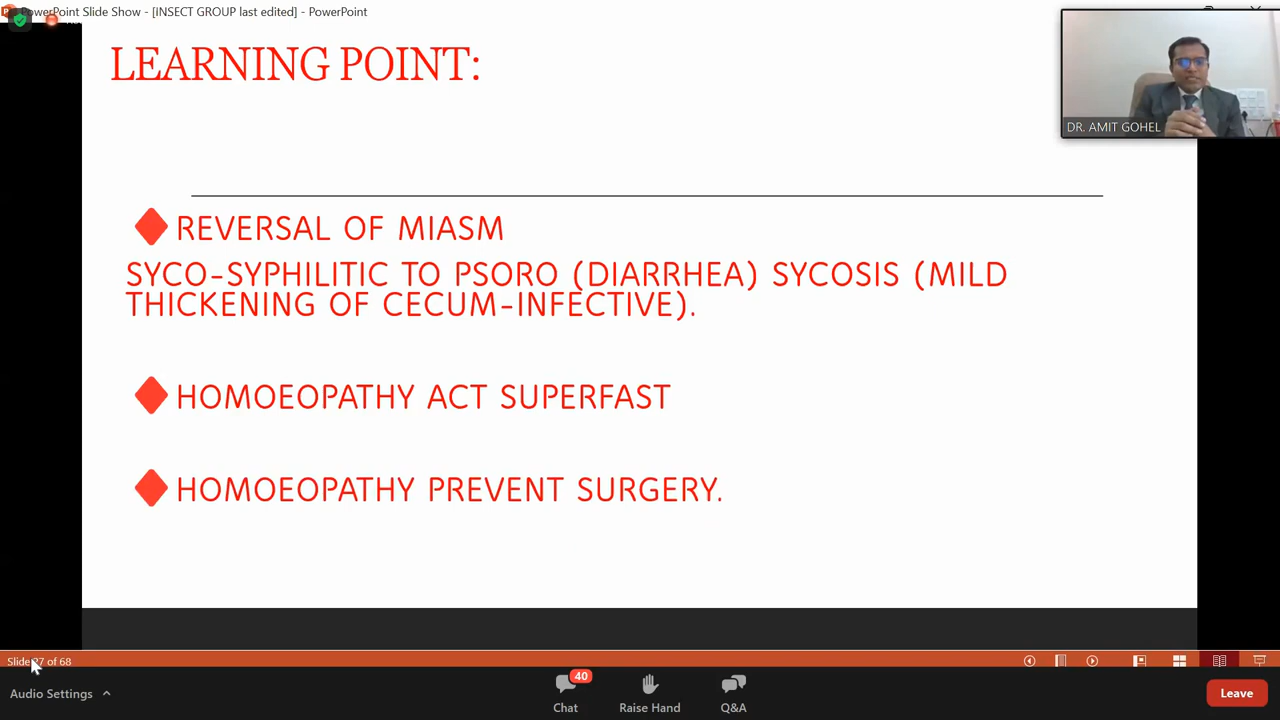 PowerPoint Slide Show - [INSECT GROUP last edited] - PowerPoint
LEARNING POINT:
DR. AMIT GOHEL
REVERSAL OF MIASM
SYCO-SYPHILITIC TO PSORO (DIARRHEA) SYCOSIS (MILD
THICKENING OF CECUM-INFECTIVE).
HOMOEOPATHY ACT SUPERFAST
HOMOEOPATHY PREVENT SURGERY.
Slide 27 of 68
Audio Settings
40
Chat
Raise Hand
Q&A
Leave